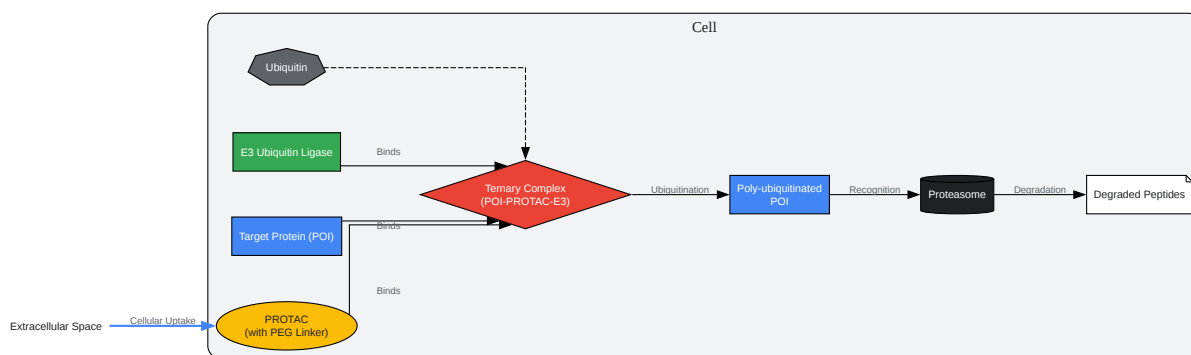 Cell
Ubiquitin
E3 Ubiquitin Ligase
Binds
Ternary Complex
(POI-PROTAC-E3)
Ubiquitination
Poly-ubiquitinated
POI
Recognition
Proteasome
Degradation
Degraded Peptides
Target Protein (POI)
Binds
Binds
Extracellular Space
Cellular Uptake
PROTAC
(with PEG Linker)